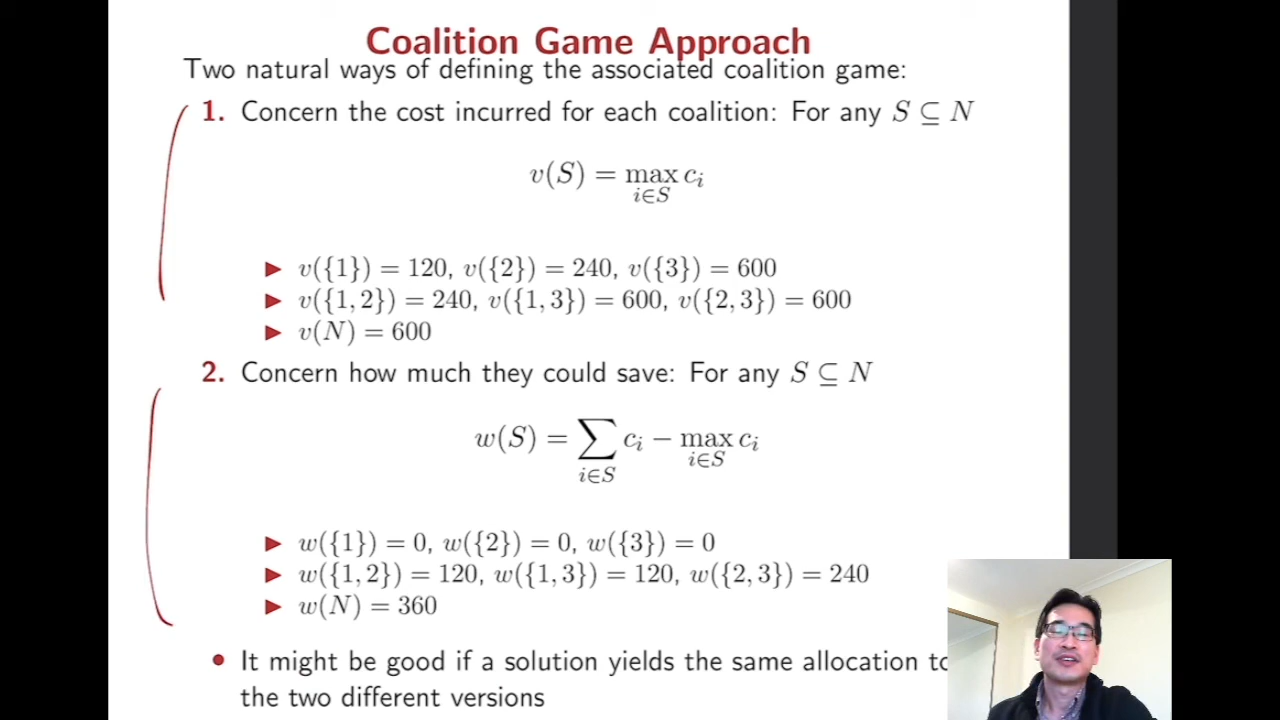 Coalition Game Approach
Two natural ways of defining the associated coalition game:
1. Concern the cost incurred for each coalition: For any S ⊆ N
v(S) = max c_i
i∈S
▶ v({1}) = 120, v({2}) = 240, v({3}) = 600
▶ v({1, 2}) = 240, v({1, 3}) = 600, v({2, 3}) = 600
▶ v(N) = 600
2. Concern how much they could save: For any S ⊆ N
w(S) = ∑ c_i − max c_i
i∈S i∈S
▶ w({1}) = 0, w({2}) = 0, w({3}) = 0
▶ w({1, 2}) = 120, w({1, 3}) = 120, w({2, 3}) = 240
▶ w(N) = 360
• It might be good if a solution yields the same allocation to
the two different versions